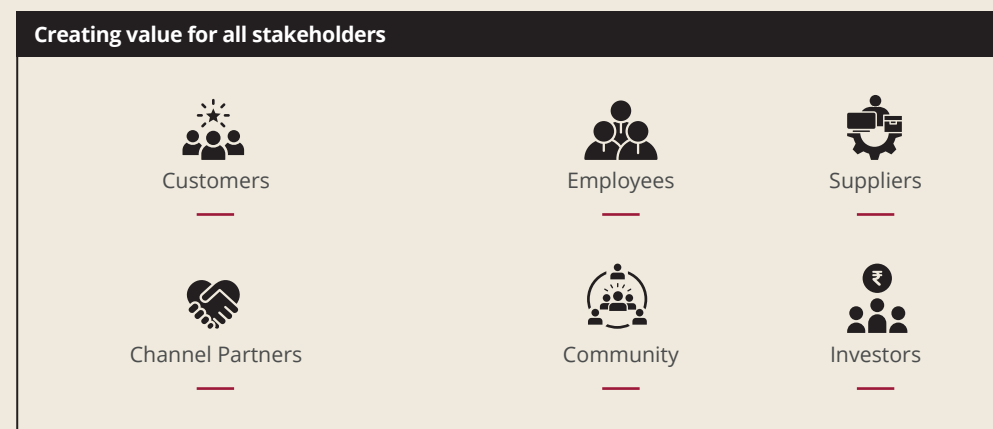 Creating value for all stakeholders
Customers
Employees
Suppliers
₹
Channel Partners
Community
Investors